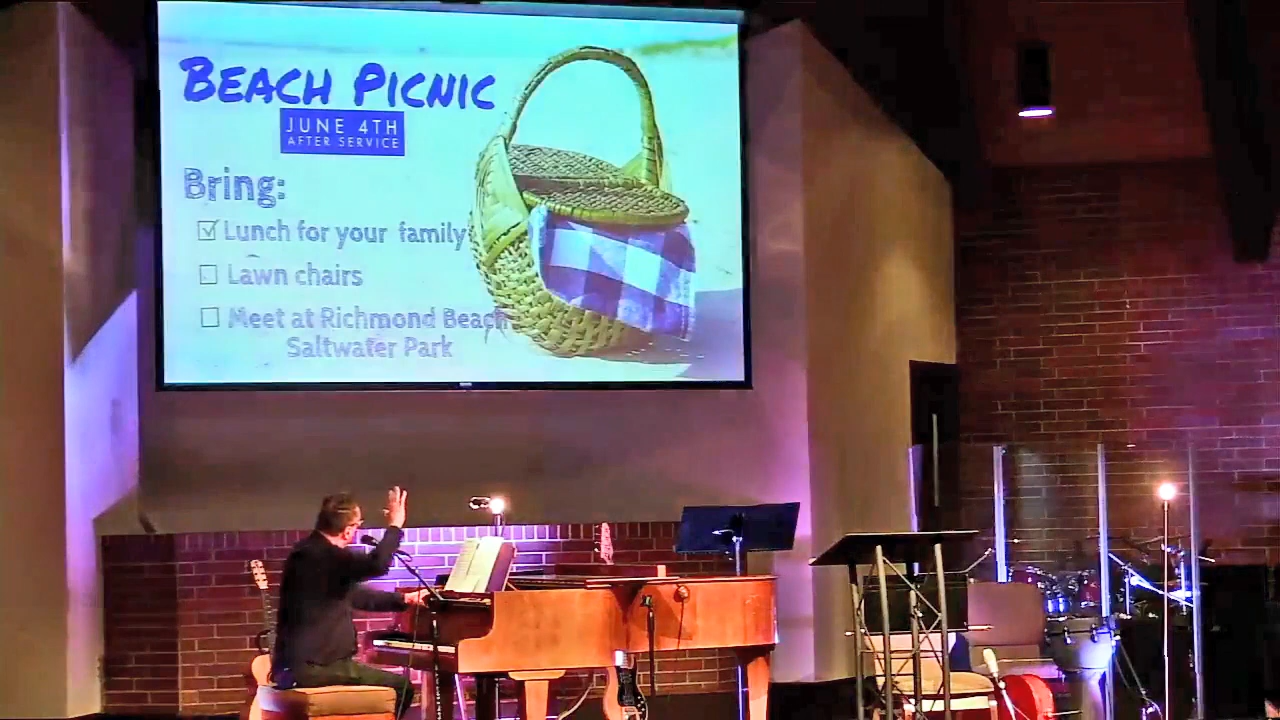 BEACH PICNIC
JUNE 4TH
AFTER SERVICE
Bring:
Lunch for your family
Lawn chairs
Meet at Richmond Beach
Saltwater Park